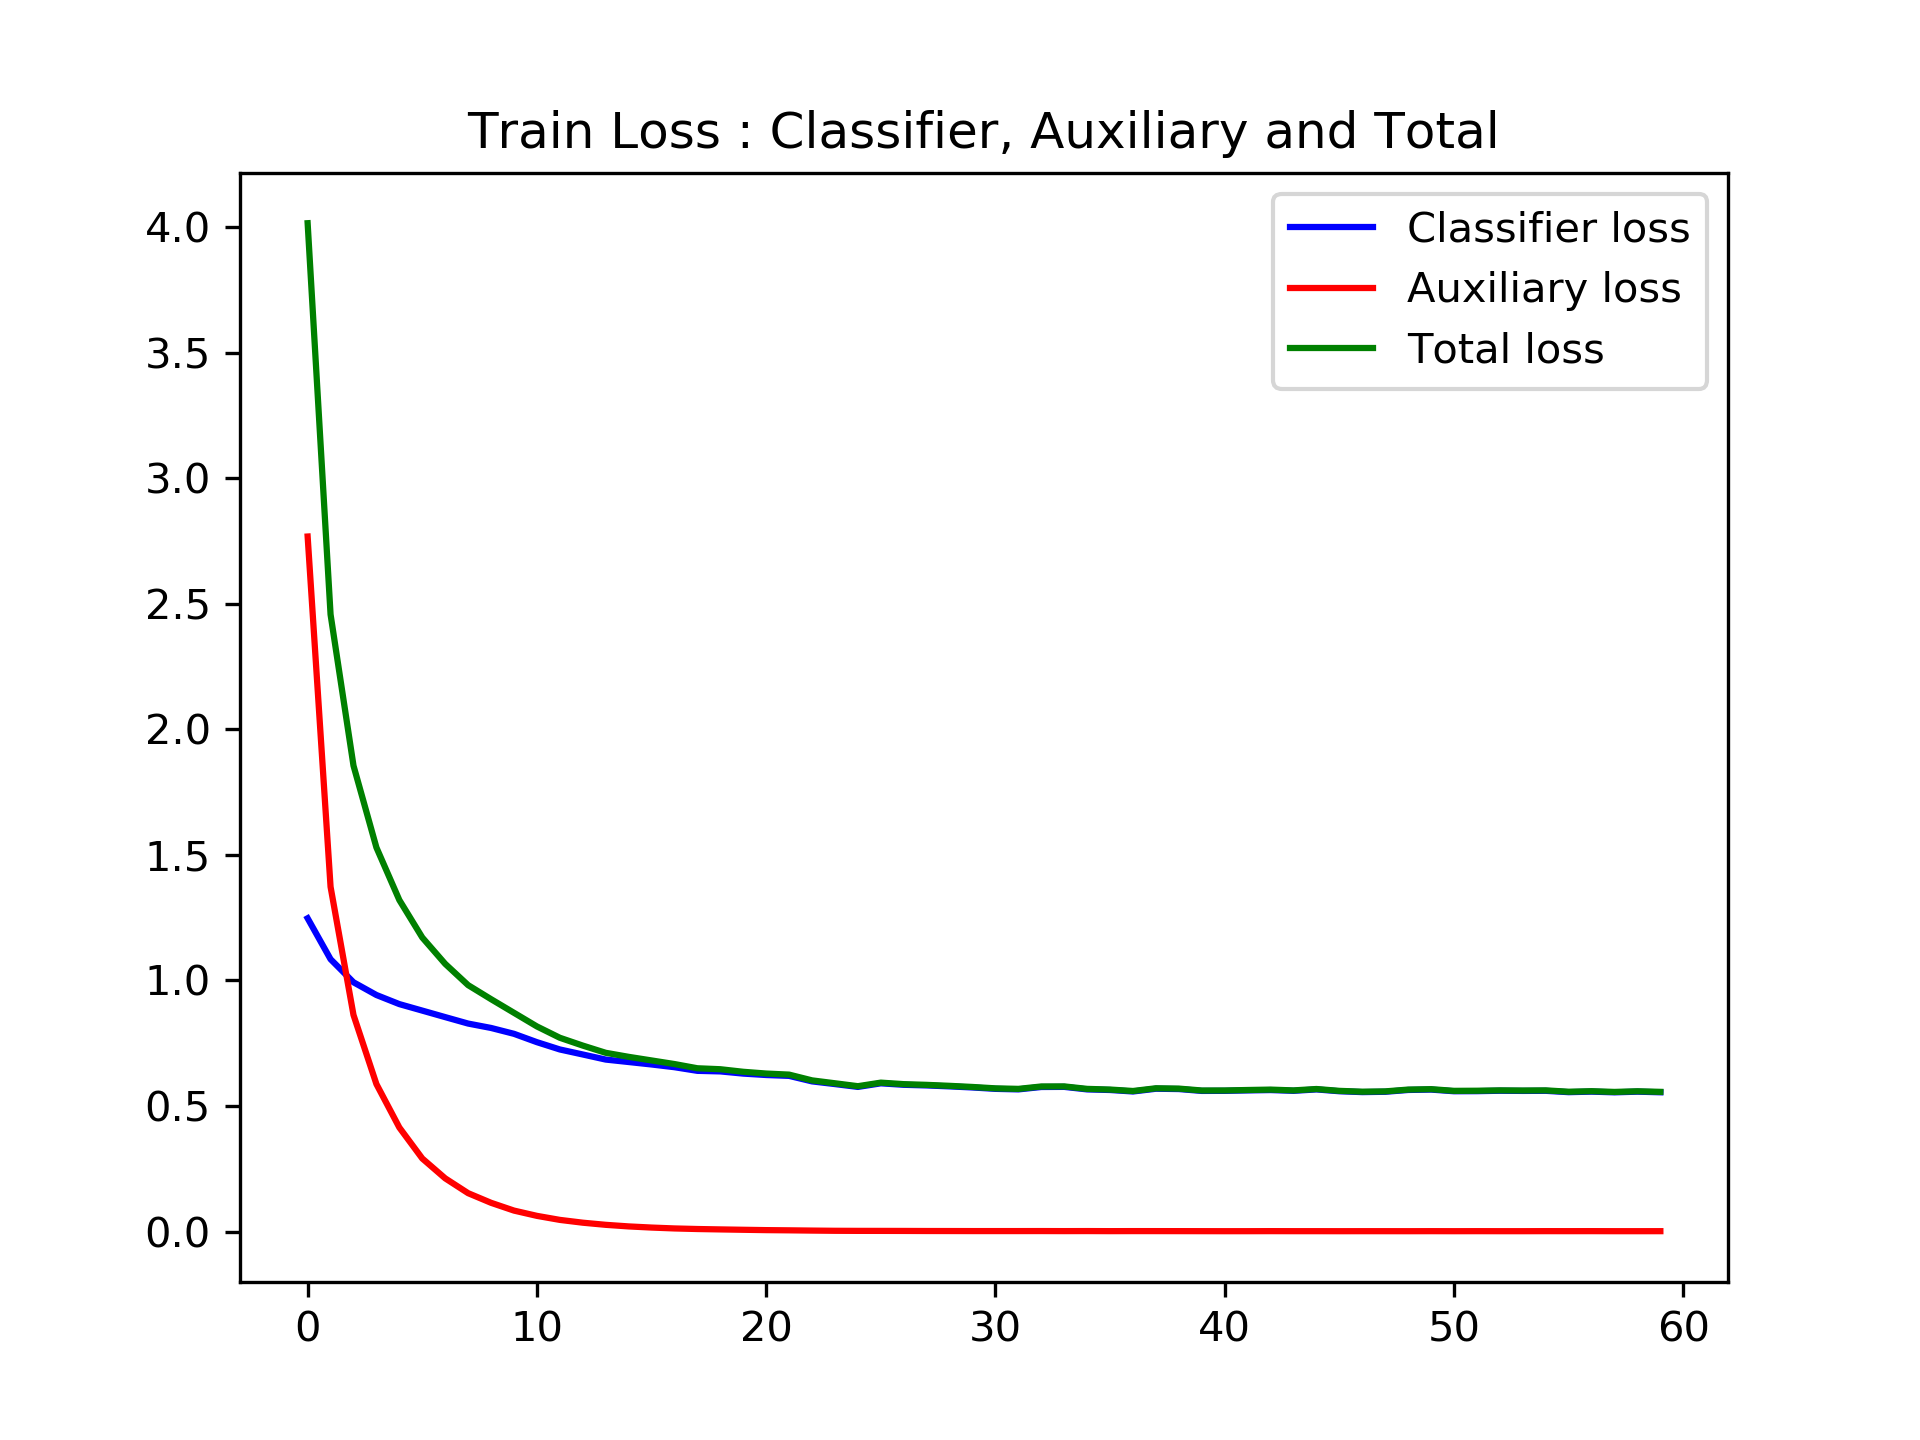 Train Loss : Classifier, Auxiliary and Total
Classifier loss
Auxiliary loss
Total loss
4.0
3.5
3.0
2.5
2.0
1.5
1.0
0.5
0.0
0 10 20 30 40 50 60